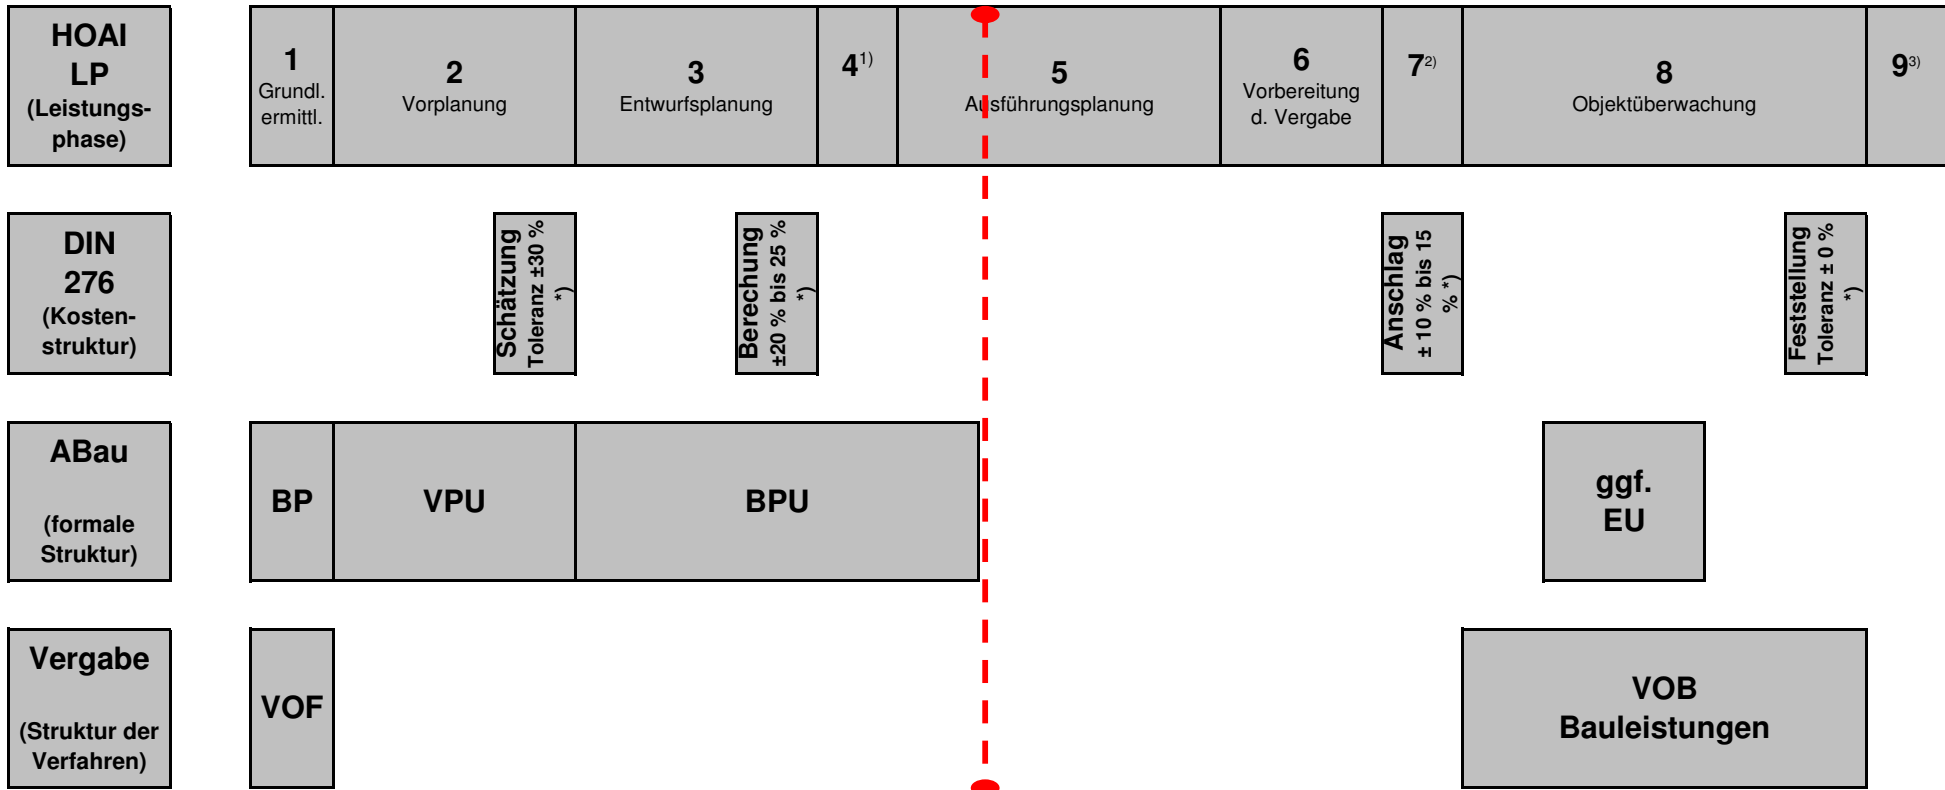 HOAI
LP
(Leistungs-
phase)
1
Grundl.
ermittl.
2
Vorplanung
3
Entwurfsplanung
4¹⁾
5
Ausführungsplanung
6
Vorbereitung
d. Vergabe
7²⁾
8
Objektüberwachung
9³⁾
DIN
276
(Kosten-
struktur)
Schätzung
Toleranz ±30 %
*)
Berechung
±20 % bis 25 %
*)
Anschlag
± 10 % bis 15
% *)
Feststellung
Toleranz ± 0 %
*)
ABau
(formale
Struktur)
BP
VPU
BPU
ggf.
EU
Vergabe
(Struktur der
Verfahren)
VOF
VOB
Bauleistungen